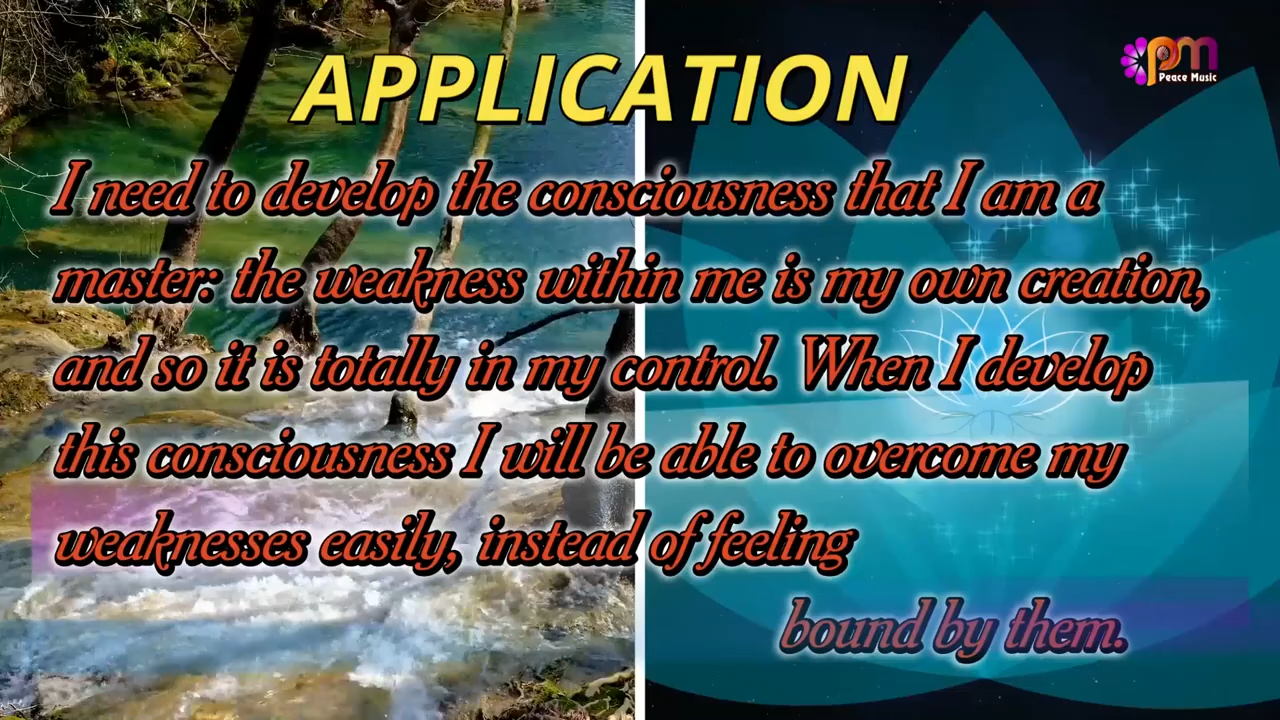 APPLICATION
pm
Peace Music
I need to develop the consciousness that I am a
master: the weakness within me is my own creation,
and so it is totally in my control. When I develop
this consciousness I will be able to overcome my
weaknesses easily, instead of feeling
bound by them.